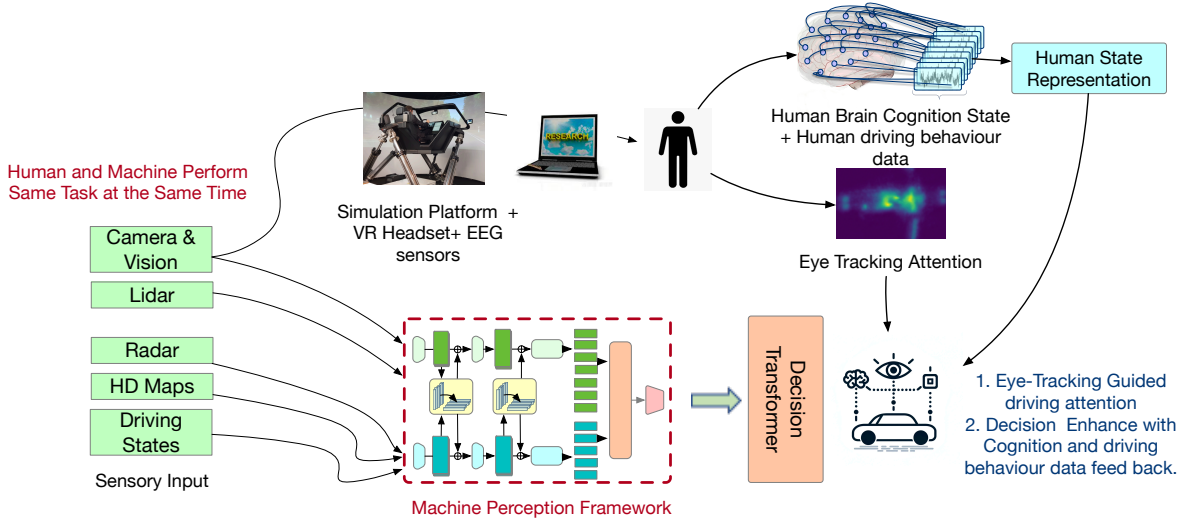 Human State
Representation
Human Brain Cognition State
+ Human driving behaviour
data
RESEARCH
Human and Machine Perform
Same Task at the Same Time
Simulation Platform +
VR Headset+ EEG
sensors
Eye Tracking Attention
Camera &
Vision
Lidar
Radar
HD Maps
Driving
States
Sensory Input
Machine Perception Framework
Decision
Transformer
1. Eye-Tracking Guided
driving attention
2. Decision Enhance with
Cognition and driving
behaviour data feed back.